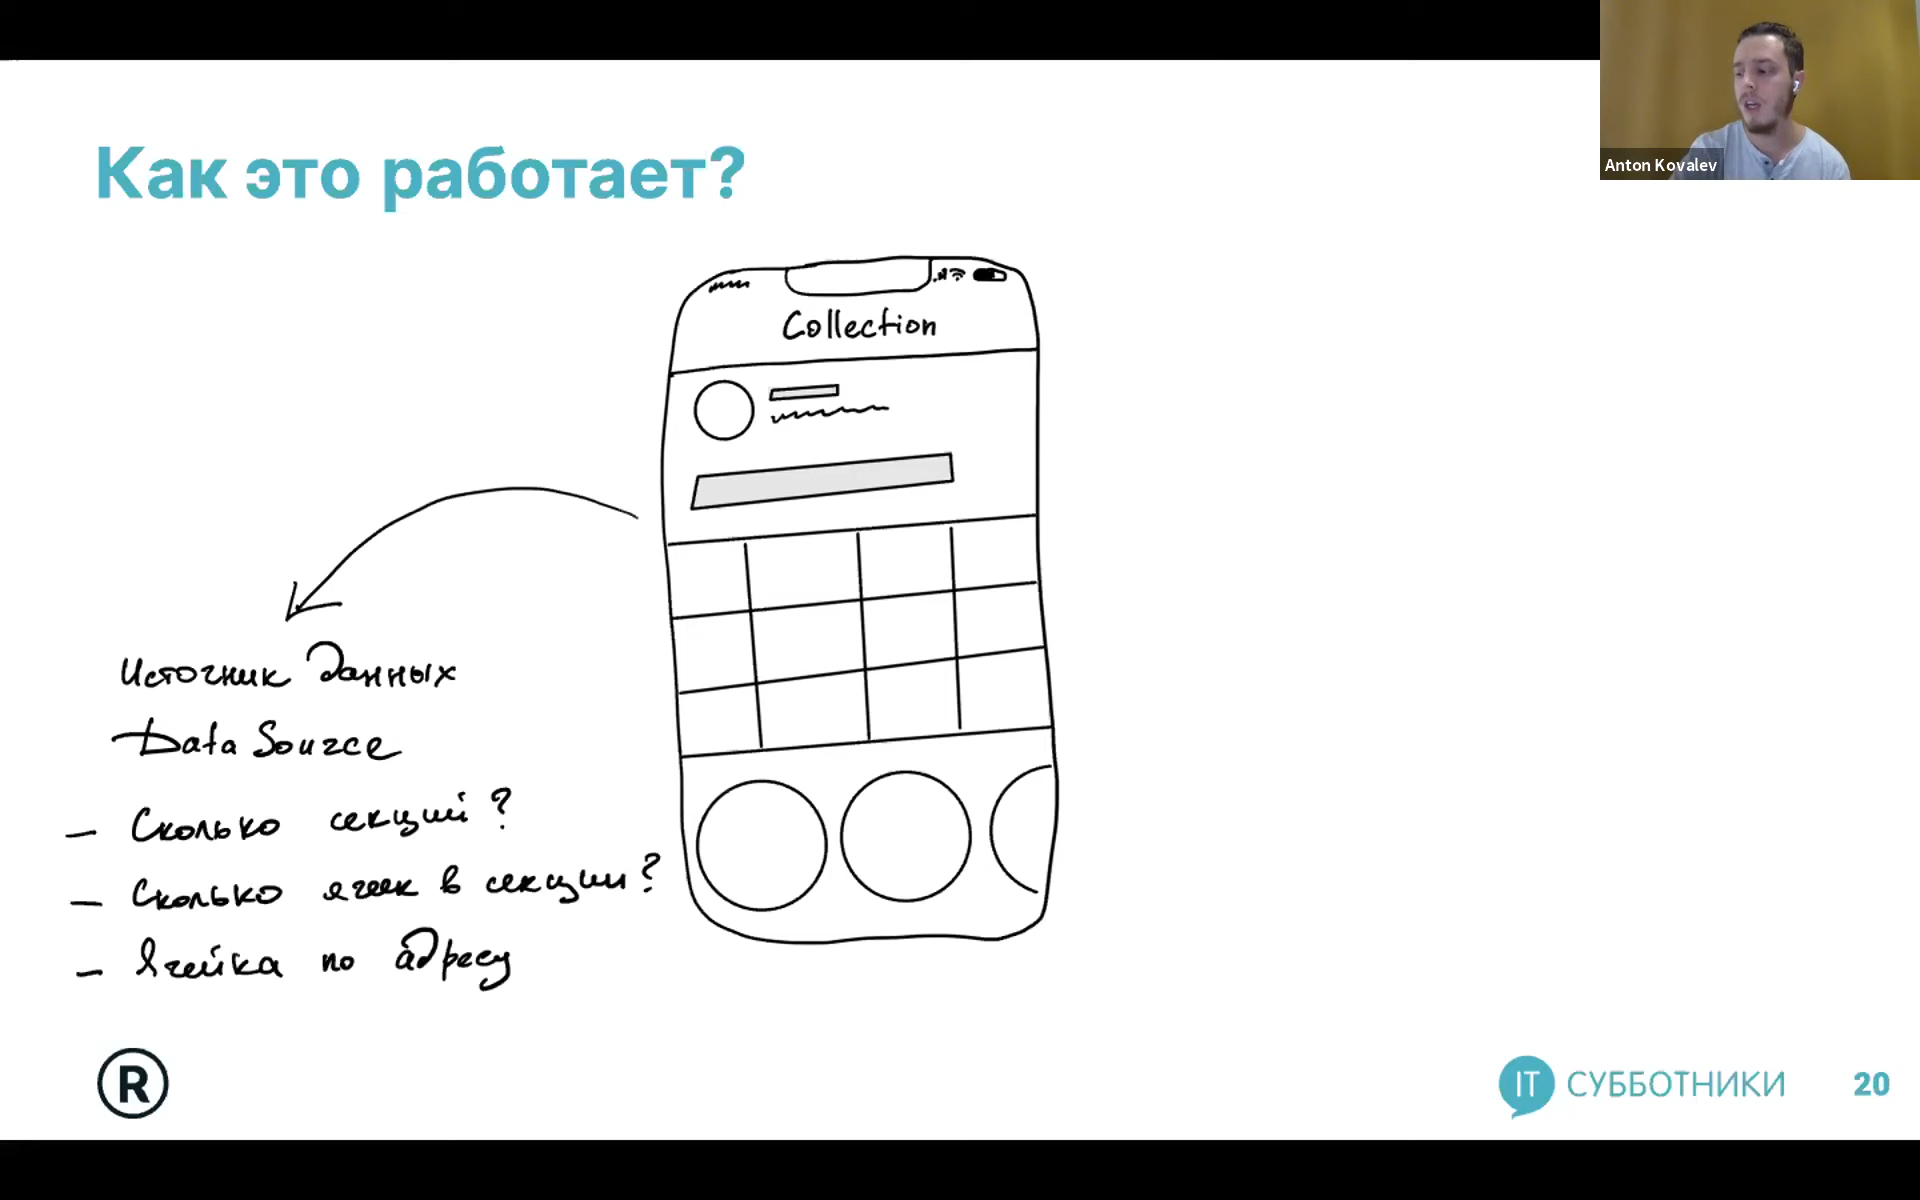 Anton Kovalev
Как это работает?
Collection
Источник Данных
Data Source
— Сколько секций?
— Сколько ячеек в секции?
— Ячейка по адресу
R
IT СУББОТНИКИ
20